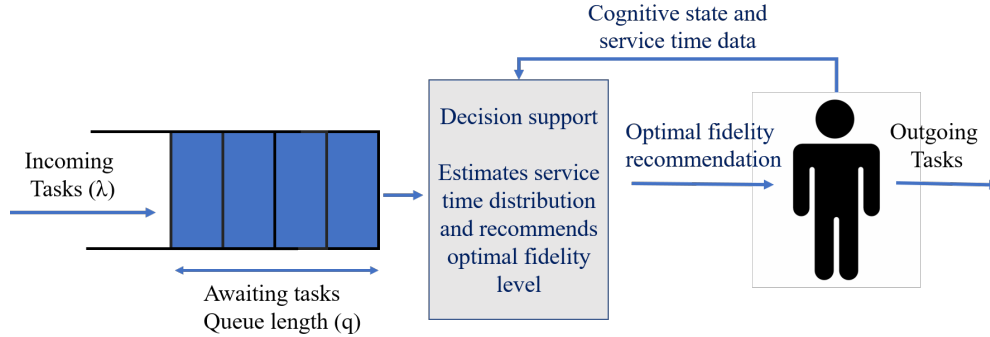 Incoming
Tasks (λ)
Awaiting tasks
Queue length (q)
Decision support
Estimates service
time distribution
and recommends
optimal fidelity
level
Cognitive state and
service time data
Optimal fidelity
recommendation
Outgoing
Tasks